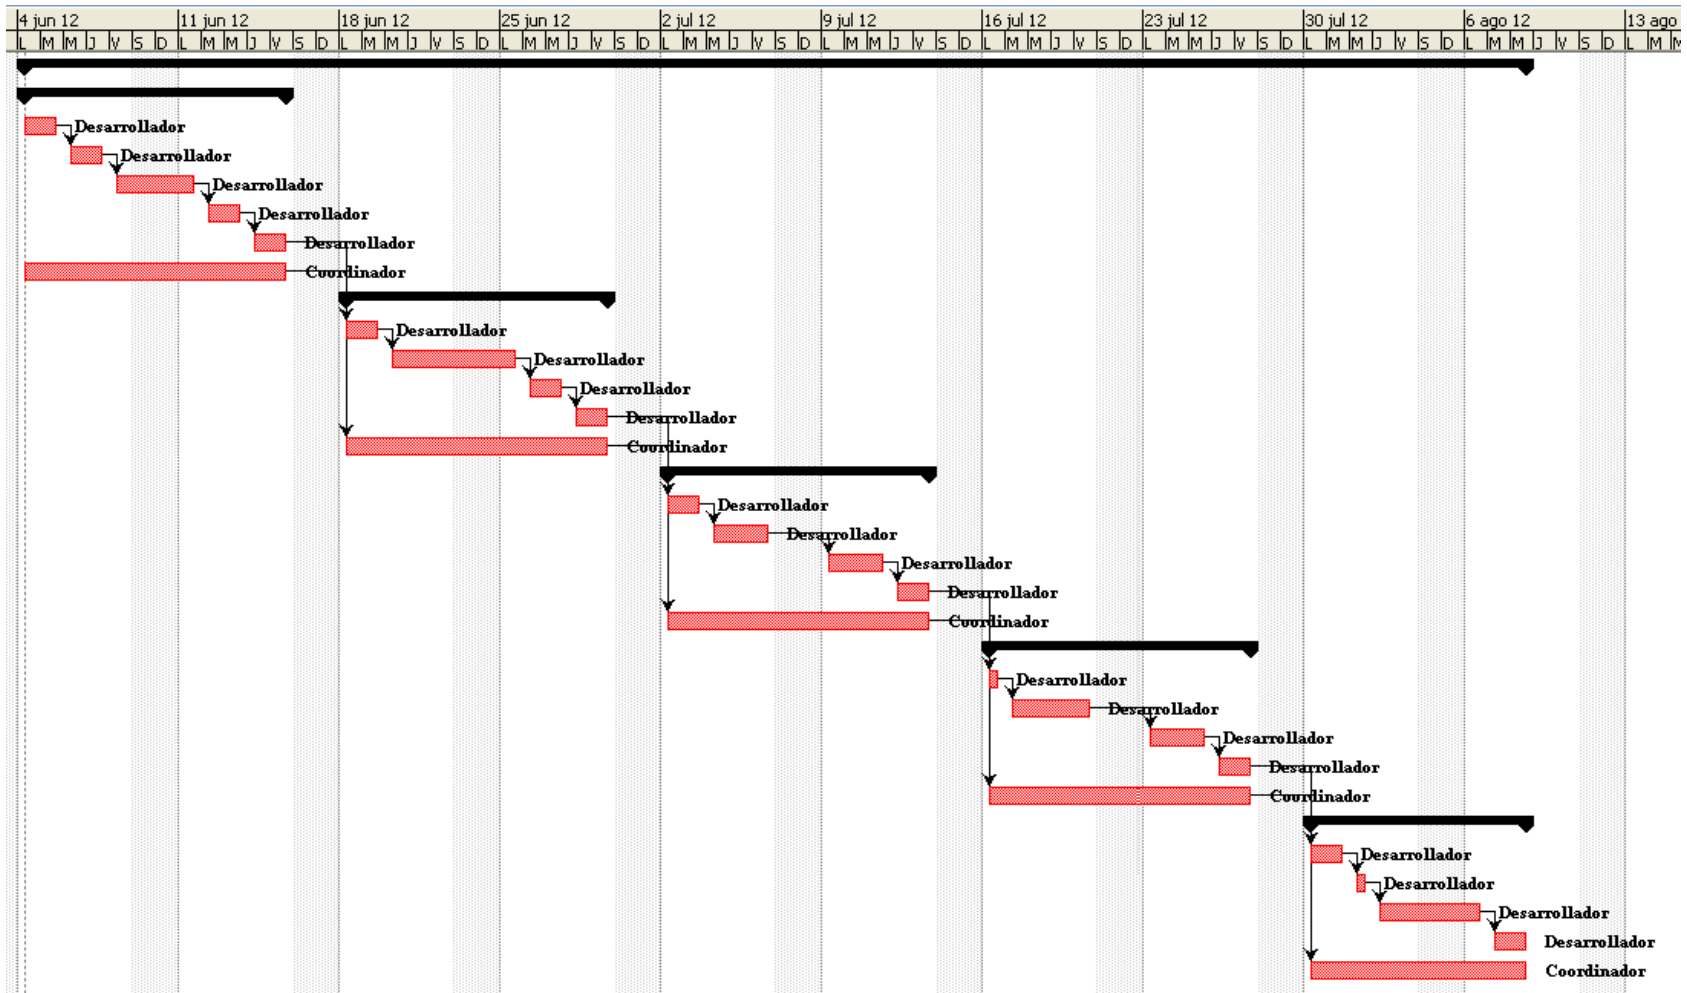 4 jun 12 11 jun 12 18 jun 12 25 jun 12 2 jul 12 9 jul 12 16 jul 12 23 jul 12 30 jul 12 6 ago 12 13 ago
L M M J V S D L M M J V S D L M M J V S D L M M J V S D L M M J V S D L M M J V S D L M M J V S D L M M J V S D L M M J V S D L M M J V S D L M M
Desarrollador
Desarrollador
Desarrollador
Desarrollador
Desarrollador
Coordinador
Desarrollador
Desarrollador
Desarrollador
Desarrollador
Coordinador
Desarrollador
Desarrollador
Desarrollador
Desarrollador
Coordinador
Desarrollador
Desarrollador
Desarrollador
Desarrollador
Coordinador
Desarrollador
Desarrollador
Desarrollador
Desarrollador
Coordinador